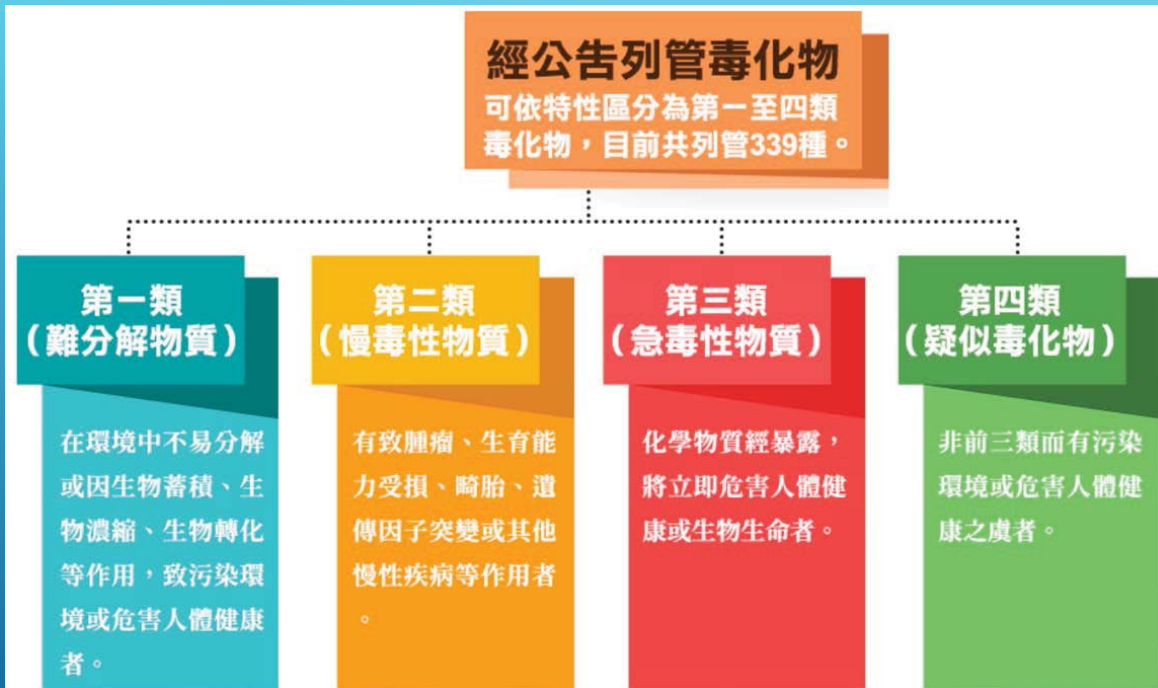 經公告列管毒化物
可依特性區分為第一至四類
毒化物，目前共列管339種。
第一類
（難分解物質）
在環境中不易分解
或因生物蓄積、生
物濃縮、生物轉化
等作用，致污染環
境或危害人體健康
者。
第二類
（慢毒性物質）
有致腫瘤、生育能
力受損、畸胎、遺
傳因子突變或其他
慢性疾病等作用者
。
第三類
（急毒性物質）
化學物質經暴露，
將立即危害人體健
康或生物生命者。
第四類
（疑似毒化物）
非前三類而有污染
環境或危害人體健
康之虞者。